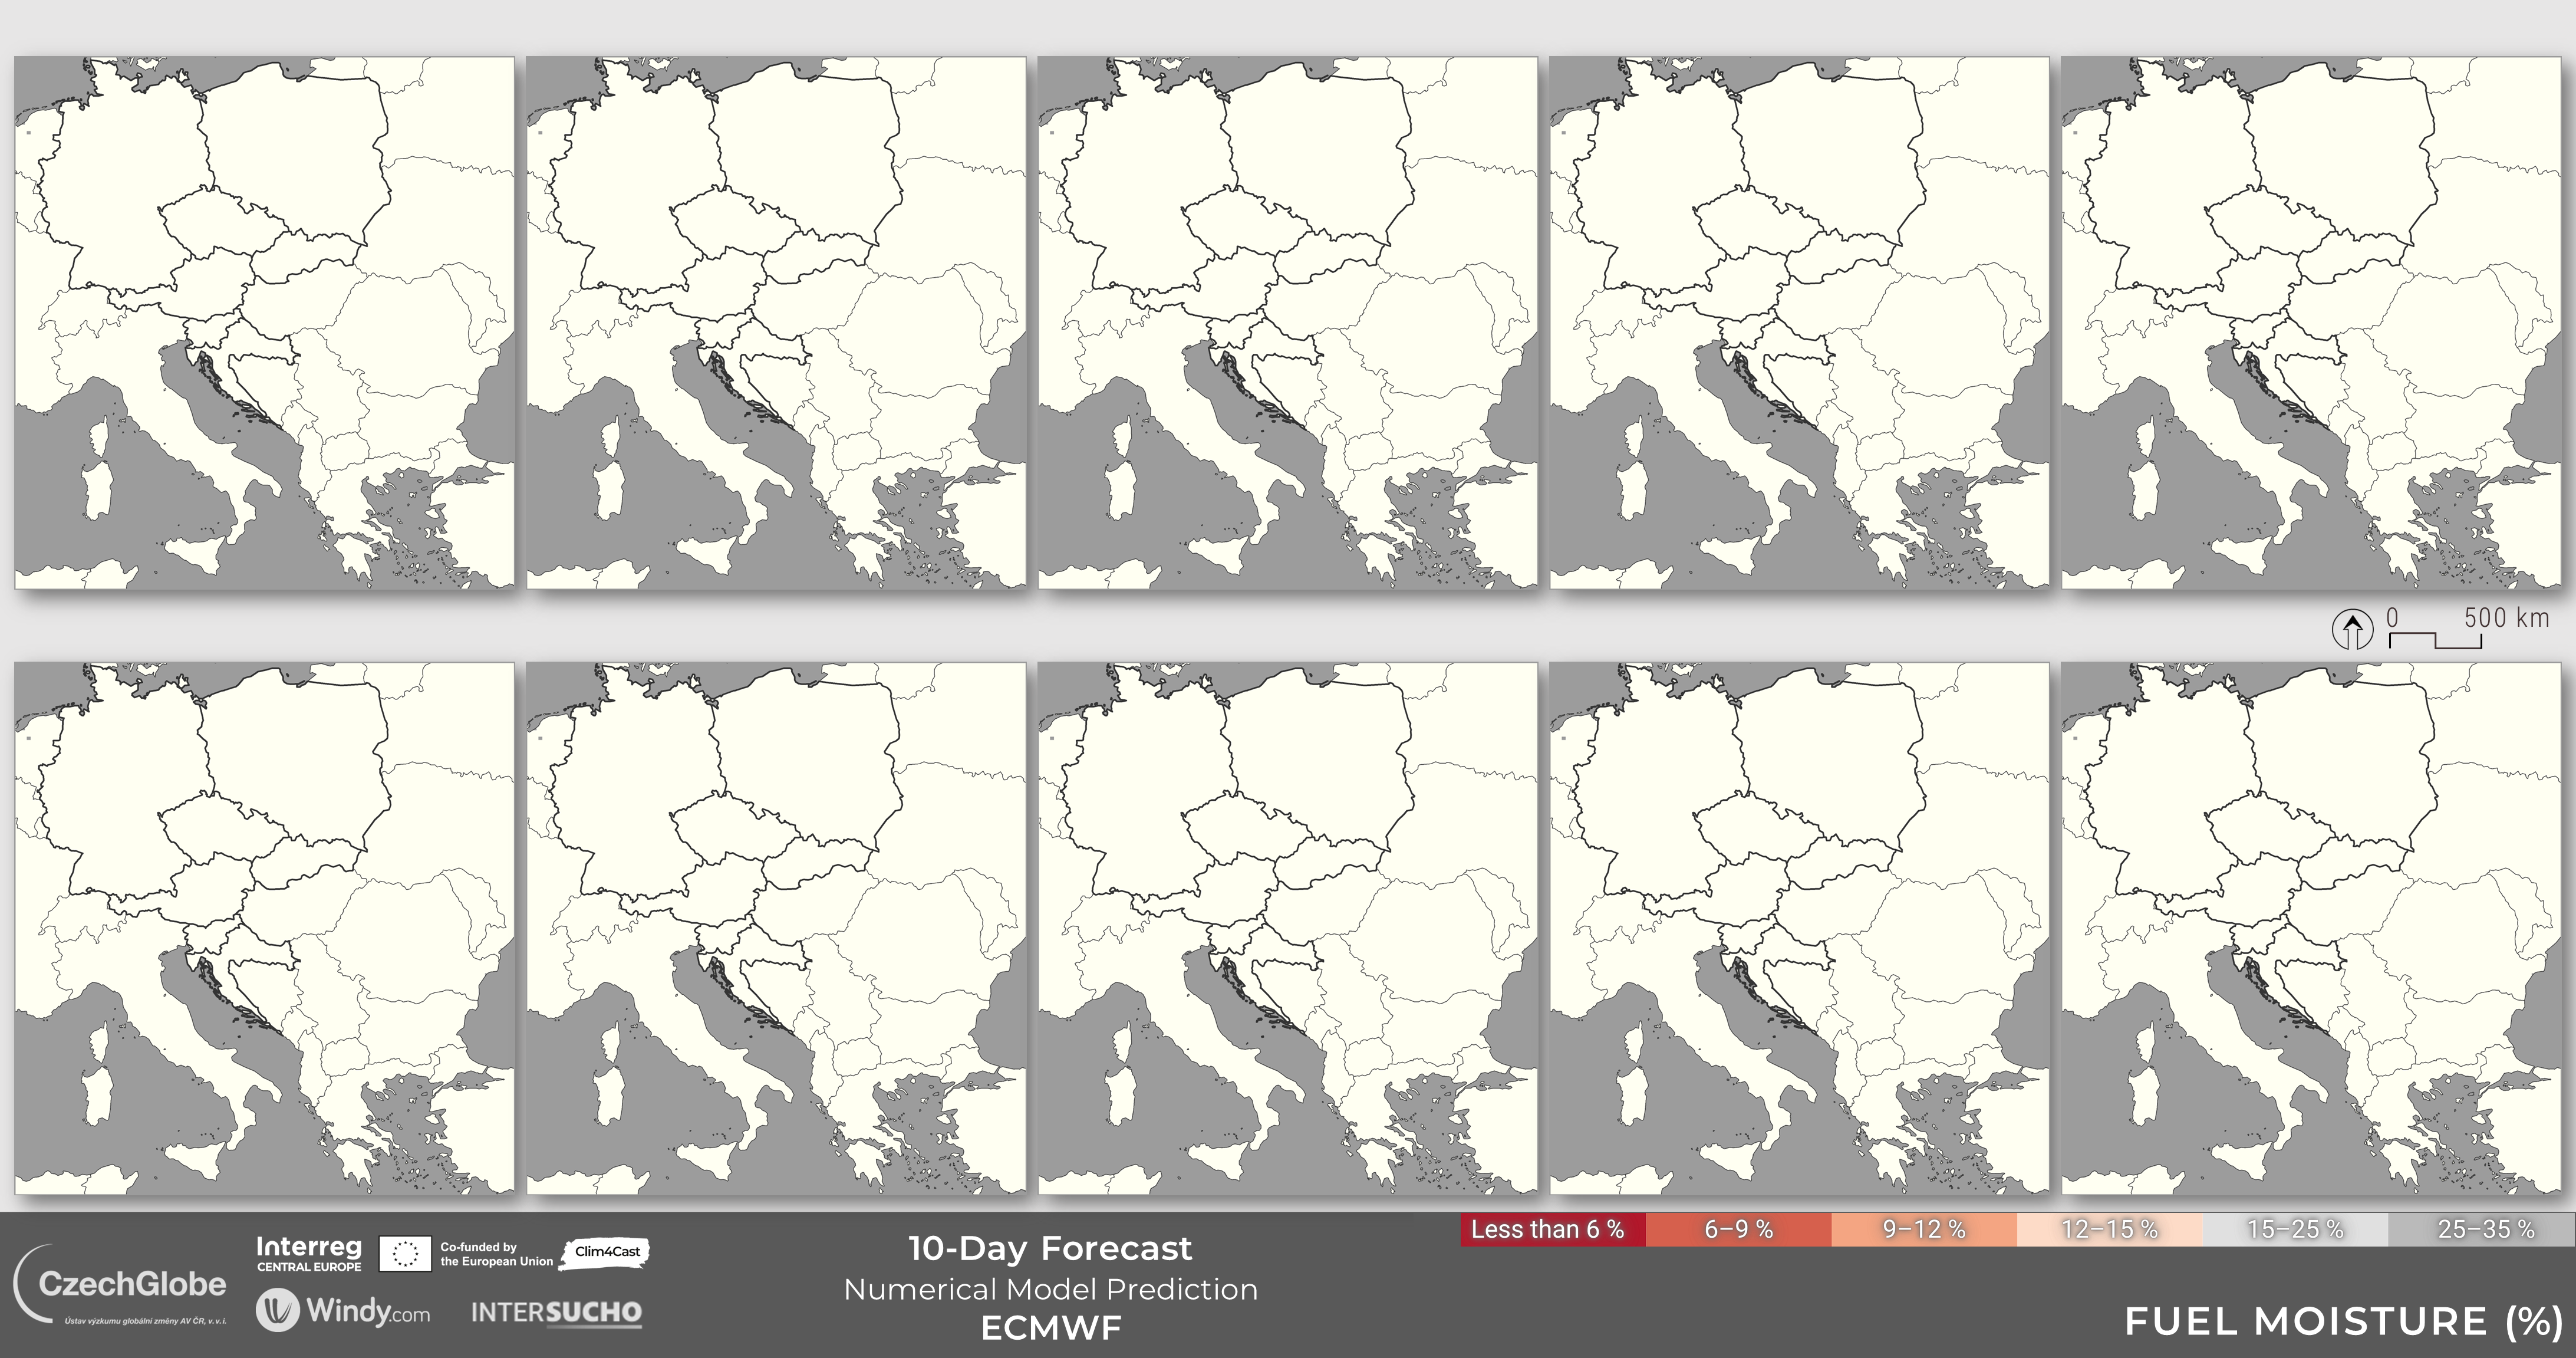 0 500 km
Less than 6 % 6–9 % 9–12 % 12–15 % 15–25 % 25–35 %
Interreg
CENTRAL EUROPE
Co-funded by
the European Union
Clim4Cast
CzechGlobe
Ústav výzkumu globální změny AV ČR, v. v. i.
Windy.com
INTERSUCHO
10-Day Forecast
Numerical Model Prediction
ECMWF
FUEL MOISTURE (%)